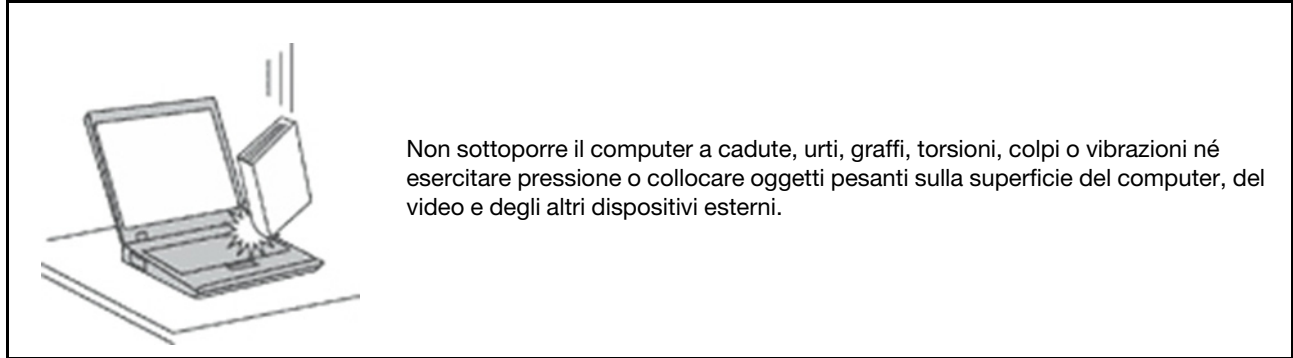 Non sottoporre il computer a cadute, urti, graffi, torsioni, colpi o vibrazioni né
esercitare pressione o collocare oggetti pesanti sulla superficie del computer, del
video e degli altri dispositivi esterni.